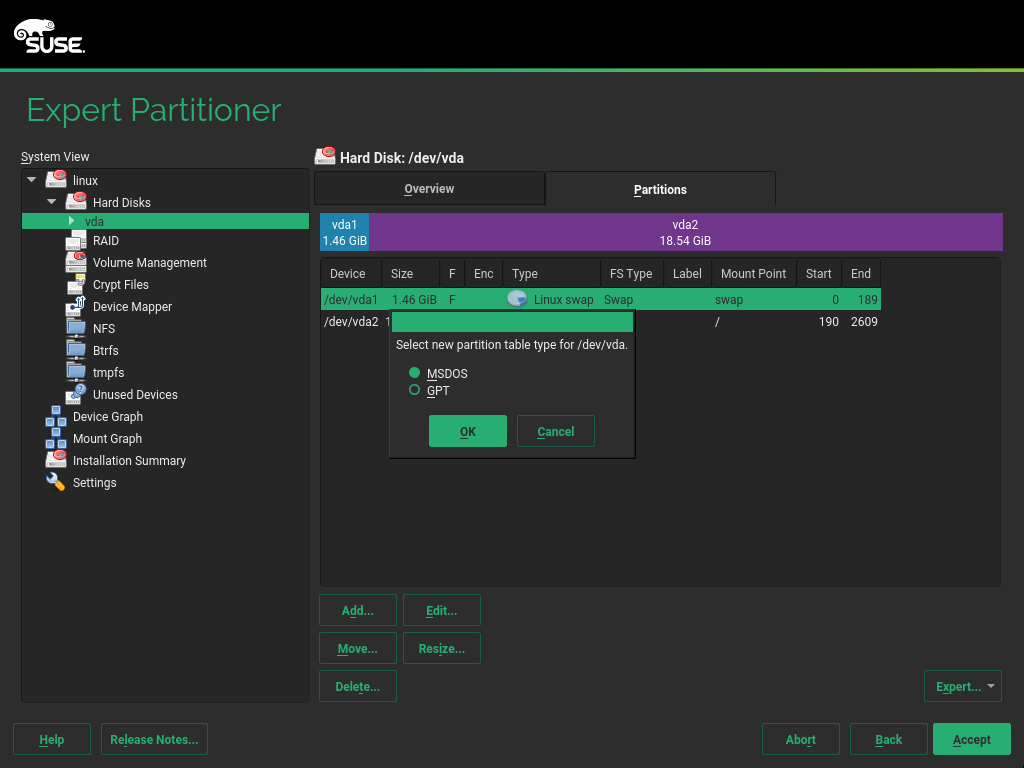 SUSE
Expert Partitioner
System View
linux
Hard Disks
vda
RAID
Volume Management
Crypt Files
Device Mapper
NFS
Btrfs
tmpfs
Unused Devices
Device Graph
Mount Graph
Installation Summary
Settings
Hard Disk: /dev/vda
Overview Partitions
vda1 vda2
1.46 GiB 18.54 GiB
Device Size F Enc Type FS Type Label Mount Point Start End
/dev/vda1 1.46 GiB F Linux swap Swap swap 0 189
/dev/vda2 / 190 2609
Select new partition table type for /dev/vda.
MSDOS
GPT
OK Cancel
Add... Edit...
Move... Resize...
Delete... Expert...
Help Release Notes... Abort Back Accept